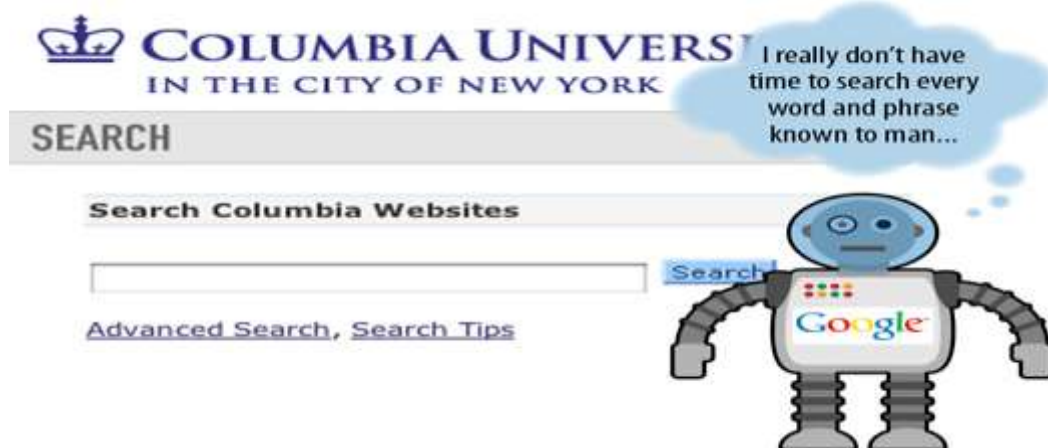 COLUMBIA UNIVERS
IN THE CITY OF NEW YORK
I really don't have
time to search every
word and phrase
known to man...
SEARCH
Search Columbia Websites
Search
Advanced Search, Search Tips
Google